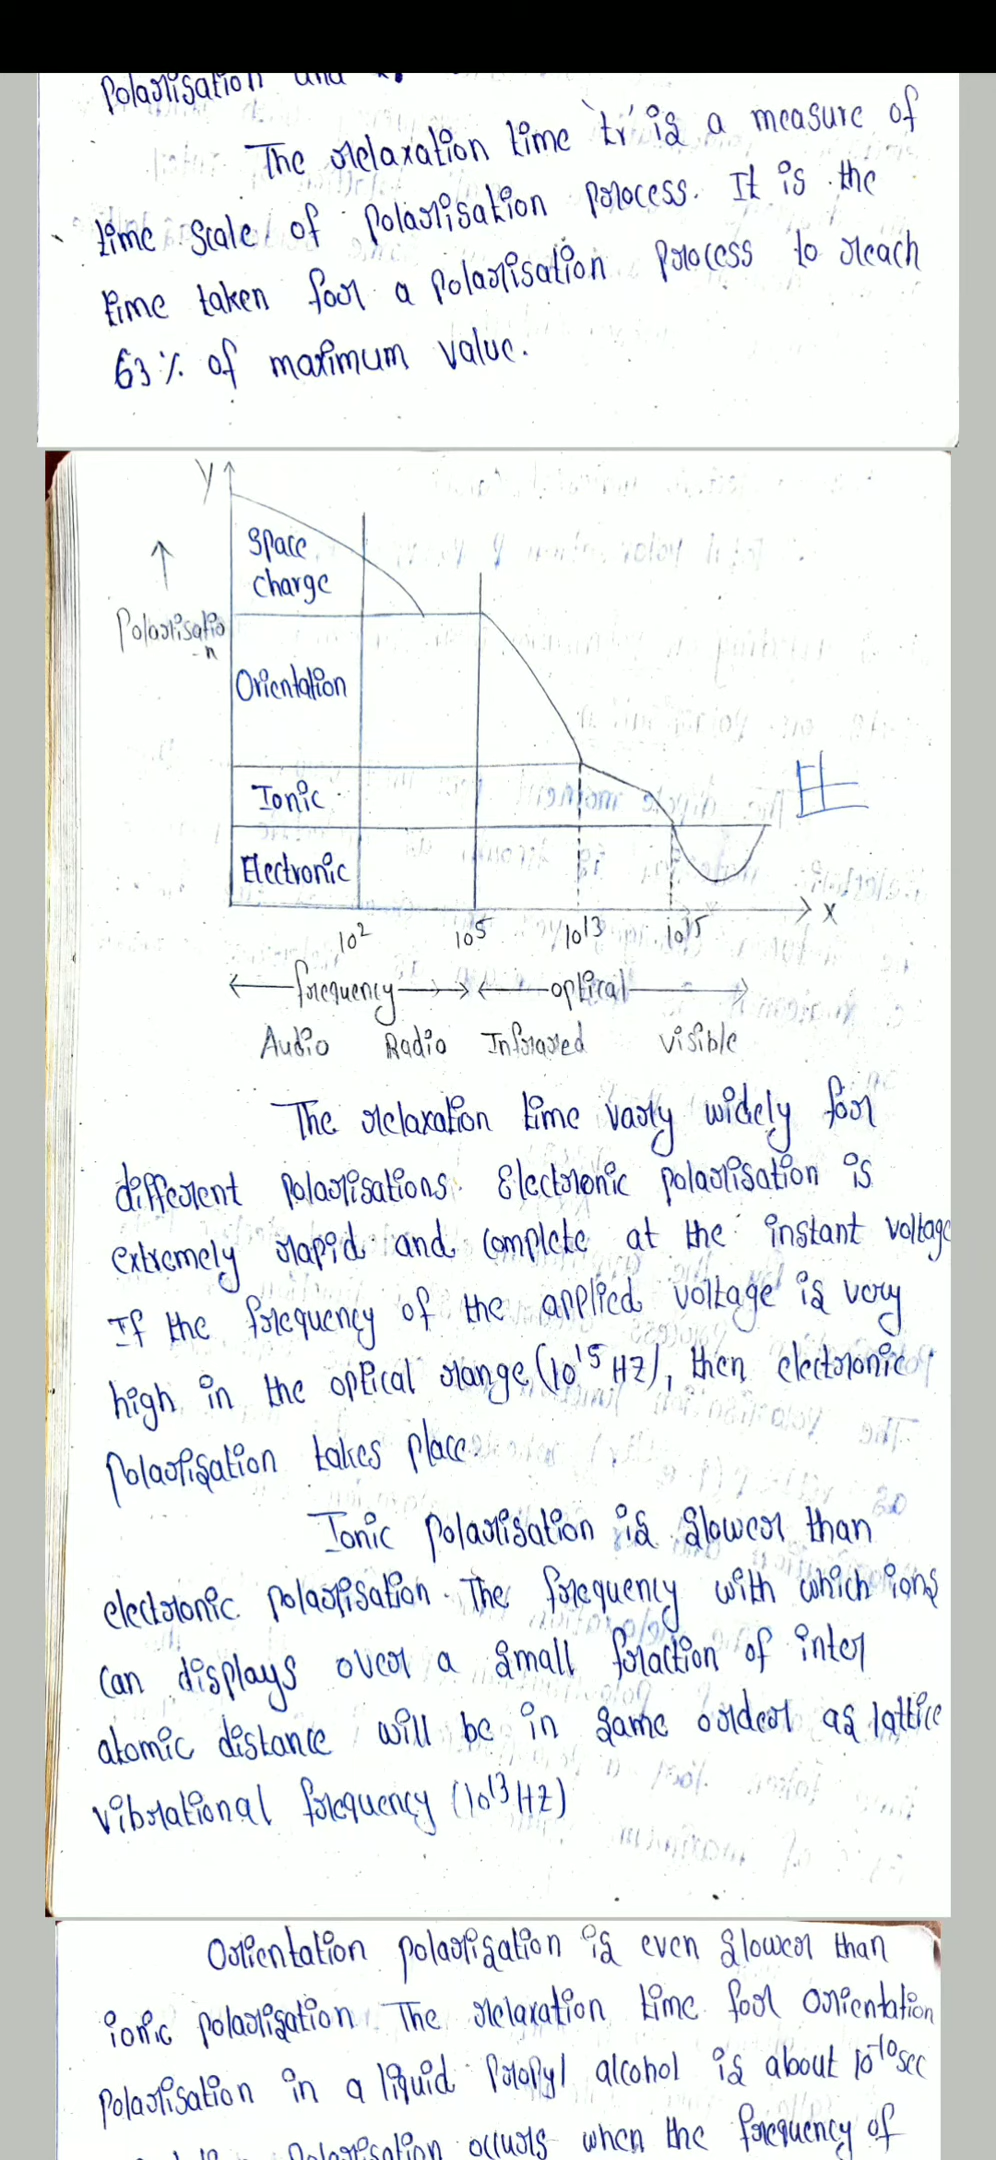 Polarisation and
The relaxation time `tr' is a measure of
time scale of polarisation process. It is the
time taken for a polarisation process to reach
63% of maximum value.
Y
Space
charge
Polarisatio
-n
Orientation
Ionic
Electronic
X
10² 10⁵ 10¹³ 10¹⁵
frequency optical
Audio Radio Infrared visible
The relaxation time vary widely for
different polarisations. Electronic polarisation is
extremely rapid and complete at the instant voltage
If the frequency of the applied voltage is very
high in the optical range (10¹⁵ HZ), then electronic
polarisation takes place.
Ionic polarisation is slower than
electronic polarisation. The frequency with which ions
can displays over a small fraction of inter
atomic distance will be in same order as lattice
vibrational frequency (10¹³ HZ)
Orientation polarisation is even slower than
ionic polarisation. The relaxation time for orientation
polarisation in a liquid Propyl alcohol is about 10⁻¹⁰ sec
Polarisation occurs when the frequency of